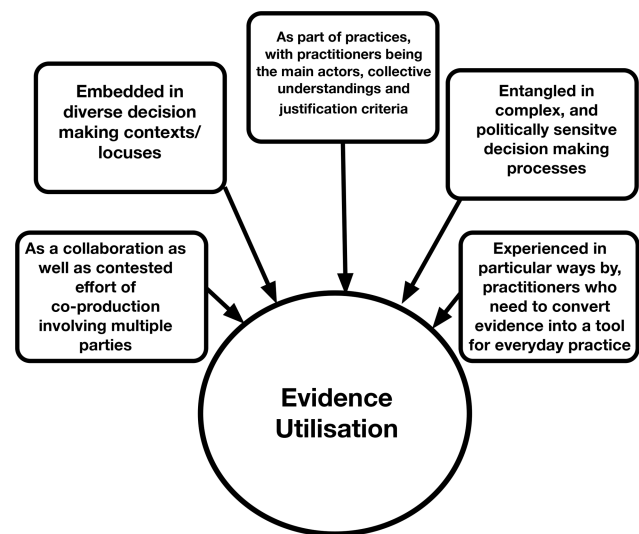 As part of practices,
with practitioners being
the main actors, collective
understandings and
justification criteria
Embedded in
diverse decision
making contexts/
locuses
Entangled in
complex, and
politically sensitve
decision making
processes
As a collaboration as
well as contested
effort of
co-production
involving multiple
parties
Experienced in
particular ways by,
practitioners who
need to convert
evidence into a tool
for everyday practice
Evidence
Utilisation